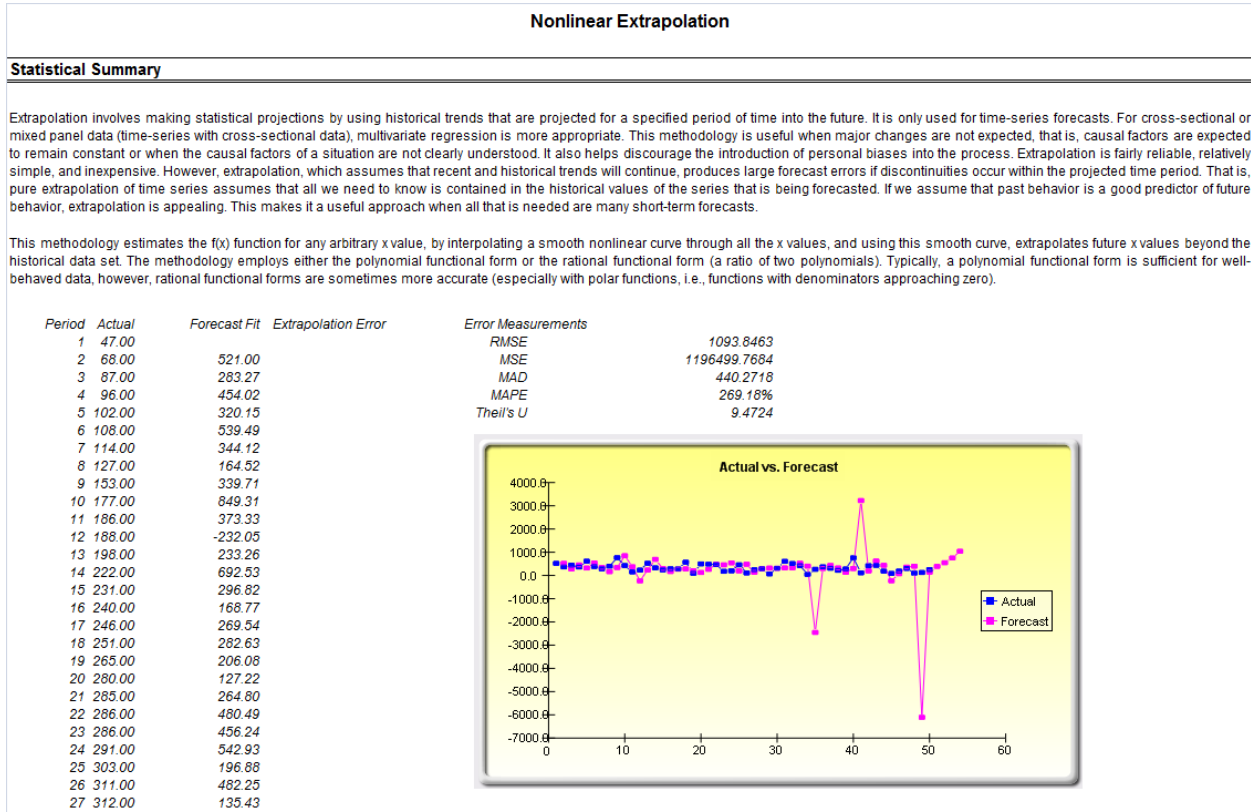 Nonlinear Extrapolation
Statistical Summary
Extrapolation involves making statistical projections by using historical trends that are projected for a specified period of time into the future. It is only used for time-series forecasts. For cross-sectional or
mixed panel data (time-series with cross-sectional data), multivariate regression is more appropriate. This methodology is useful when major changes are not expected, that is, causal factors are expected
to remain constant or when the causal factors of a situation are not clearly understood. It also helps discourage the introduction of personal biases into the process. Extrapolation is fairly reliable, relatively
simple, and inexpensive. However, extrapolation, which assumes that recent and historical trends will continue, produces large forecast errors if discontinuities occur within the projected time period. That is,
pure extrapolation of time series assumes that all we need to know is contained in the historical values of the series that is being forecasted. If we assume that past behavior is a good predictor of future
behavior, extrapolation is appealing. This makes it a useful approach when all that is needed are many short-term forecasts.
This methodology estimates the f(x) function for any arbitrary x value, by interpolating a smooth nonlinear curve through all the x values, and using this smooth curve, extrapolates future x values beyond the
historical data set. The methodology employs either the polynomial functional form or the rational functional form (a ratio of two polynomials). Typically, a polynomial functional form is sufficient for well-
behaved data, however, rational functional forms are sometimes more accurate (especially with polar functions, i.e., functions with denominators approaching zero).
Period Actual Forecast Fit Extrapolation Error
1 47.00
2 68.00 521.00
3 87.00 283.27
4 96.00 454.02
5 102.00 320.15
6 108.00 539.49
7 114.00 344.12
8 127.00 164.52
9 153.00 339.71
10 177.00 849.31
11 186.00 373.33
12 188.00 -232.05
13 198.00 233.26
14 222.00 692.53
15 231.00 296.82
16 240.00 168.77
17 246.00 269.54
18 251.00 282.63
19 265.00 206.08
20 280.00 127.22
21 285.00 264.80
22 286.00 480.49
23 286.00 456.24
24 291.00 542.93
25 303.00 196.88
26 311.00 482.25
27 312.00 135.43
Error Measurements
RMSE 1093.8463
MSE 1196499.7684
MAD 440.2718
MAPE 269.18%
Theil's U 9.4724
Actual vs. Forecast
4000.0
3000.0
2000.0
1000.0
0.0
-1000.0
-2000.0
-3000.0
-4000.0
-5000.0
-6000.0
-7000.0
0 10 20 30 40 50 60
Actual
Forecast